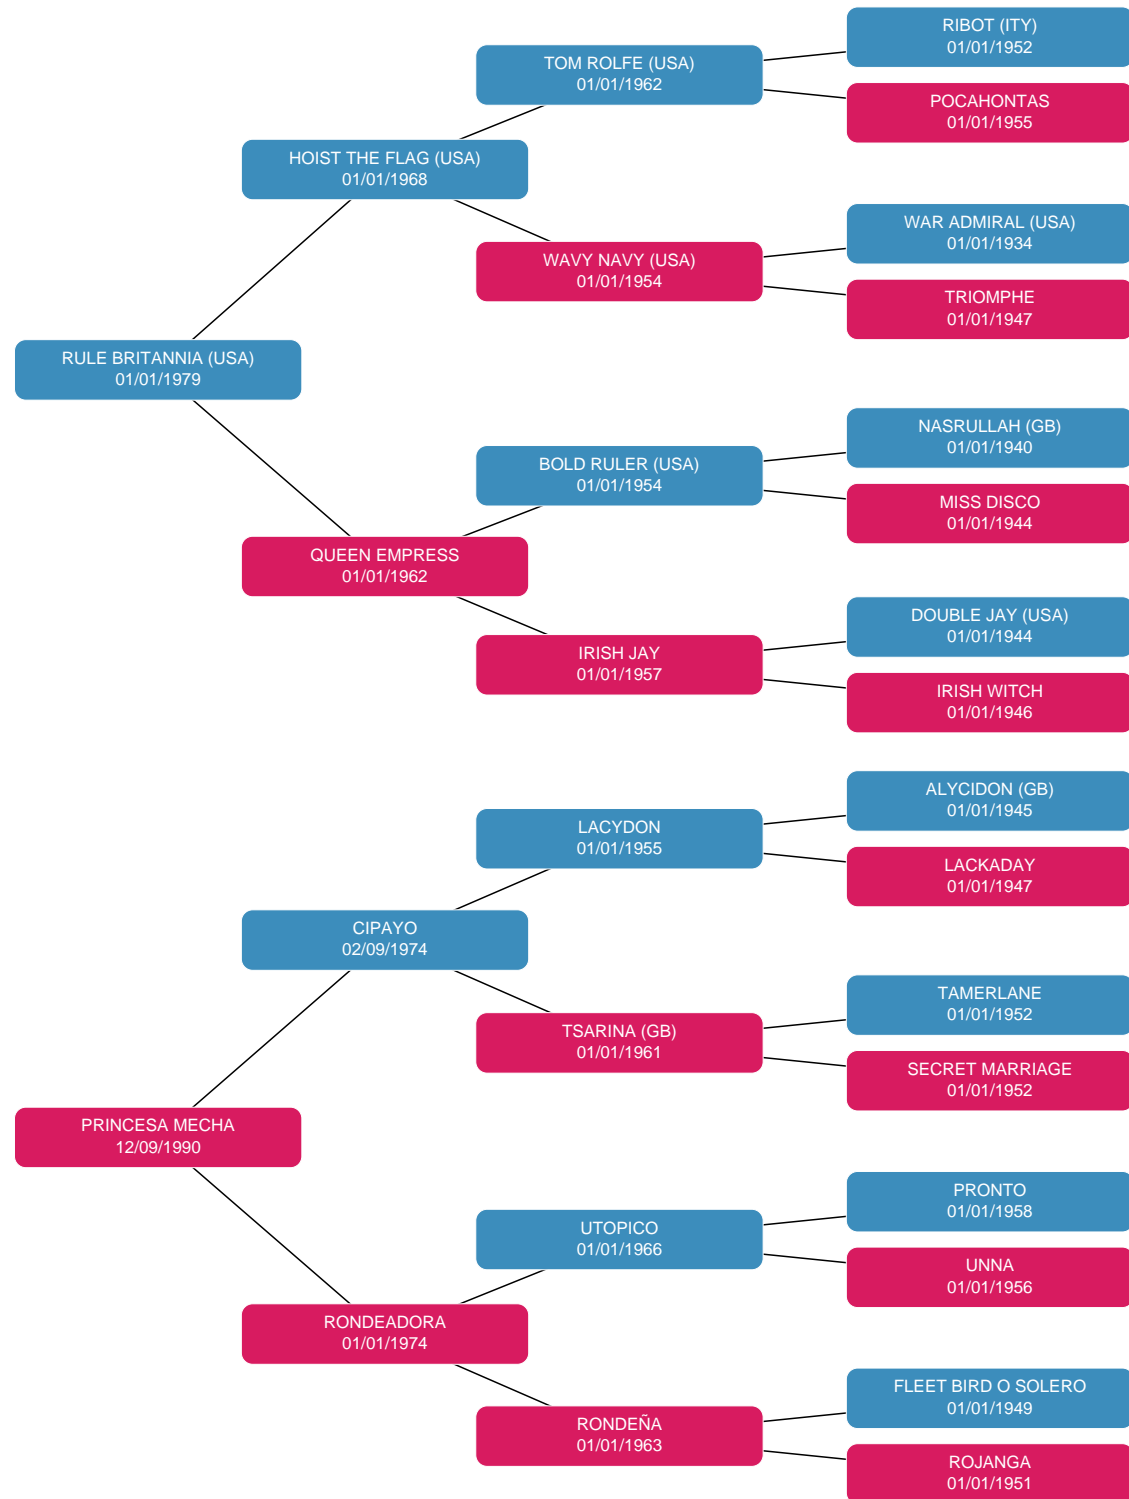 RIBOT (ITY)
01/01/1952
TOM ROLFE (USA)
01/01/1962
POCAHONTAS
01/01/1955
HOIST THE FLAG (USA)
01/01/1968
WAR ADMIRAL (USA)
01/01/1934
WAVY NAVY (USA)
01/01/1954
TRIOMPHE
01/01/1947
RULE BRITANNIA (USA)
01/01/1979
NASRULLAH (GB)
01/01/1940
BOLD RULER (USA)
01/01/1954
MISS DISCO
01/01/1944
QUEEN EMPRESS
01/01/1962
DOUBLE JAY (USA)
01/01/1944
IRISH JAY
01/01/1957
IRISH WITCH
01/01/1946
ALYCIDON (GB)
01/01/1945
LACYDON
01/01/1955
LACKADAY
01/01/1947
CIPAYO
02/09/1974
TAMERLANE
01/01/1952
TSARINA (GB)
01/01/1961
SECRET MARRIAGE
01/01/1952
PRINCESA MECHA
12/09/1990
PRONTO
01/01/1958
UTOPICO
01/01/1966
UNNA
01/01/1956
RONDEADORA
01/01/1974
FLEET BIRD O SOLERO
01/01/1949
RONDEÑA
01/01/1963
ROJANGA
01/01/1951